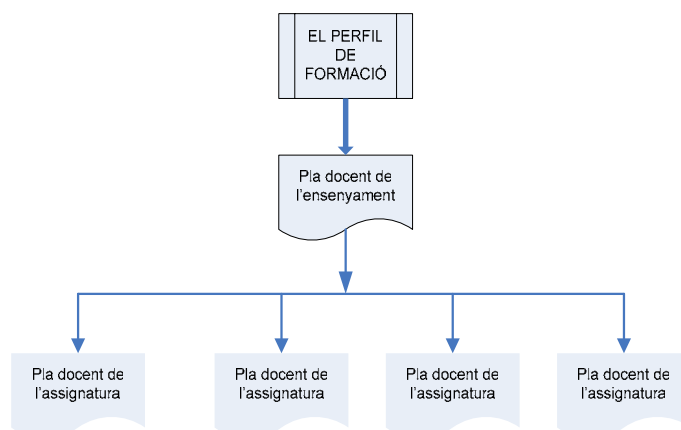 EL PERFIL
DE
FORMACIÓ
Pla docent de
l'ensenyament
Pla docent de
l'assignatura
Pla docent de
l'assignatura
Pla docent de
l'assignatura
Pla docent de
l'assignatura